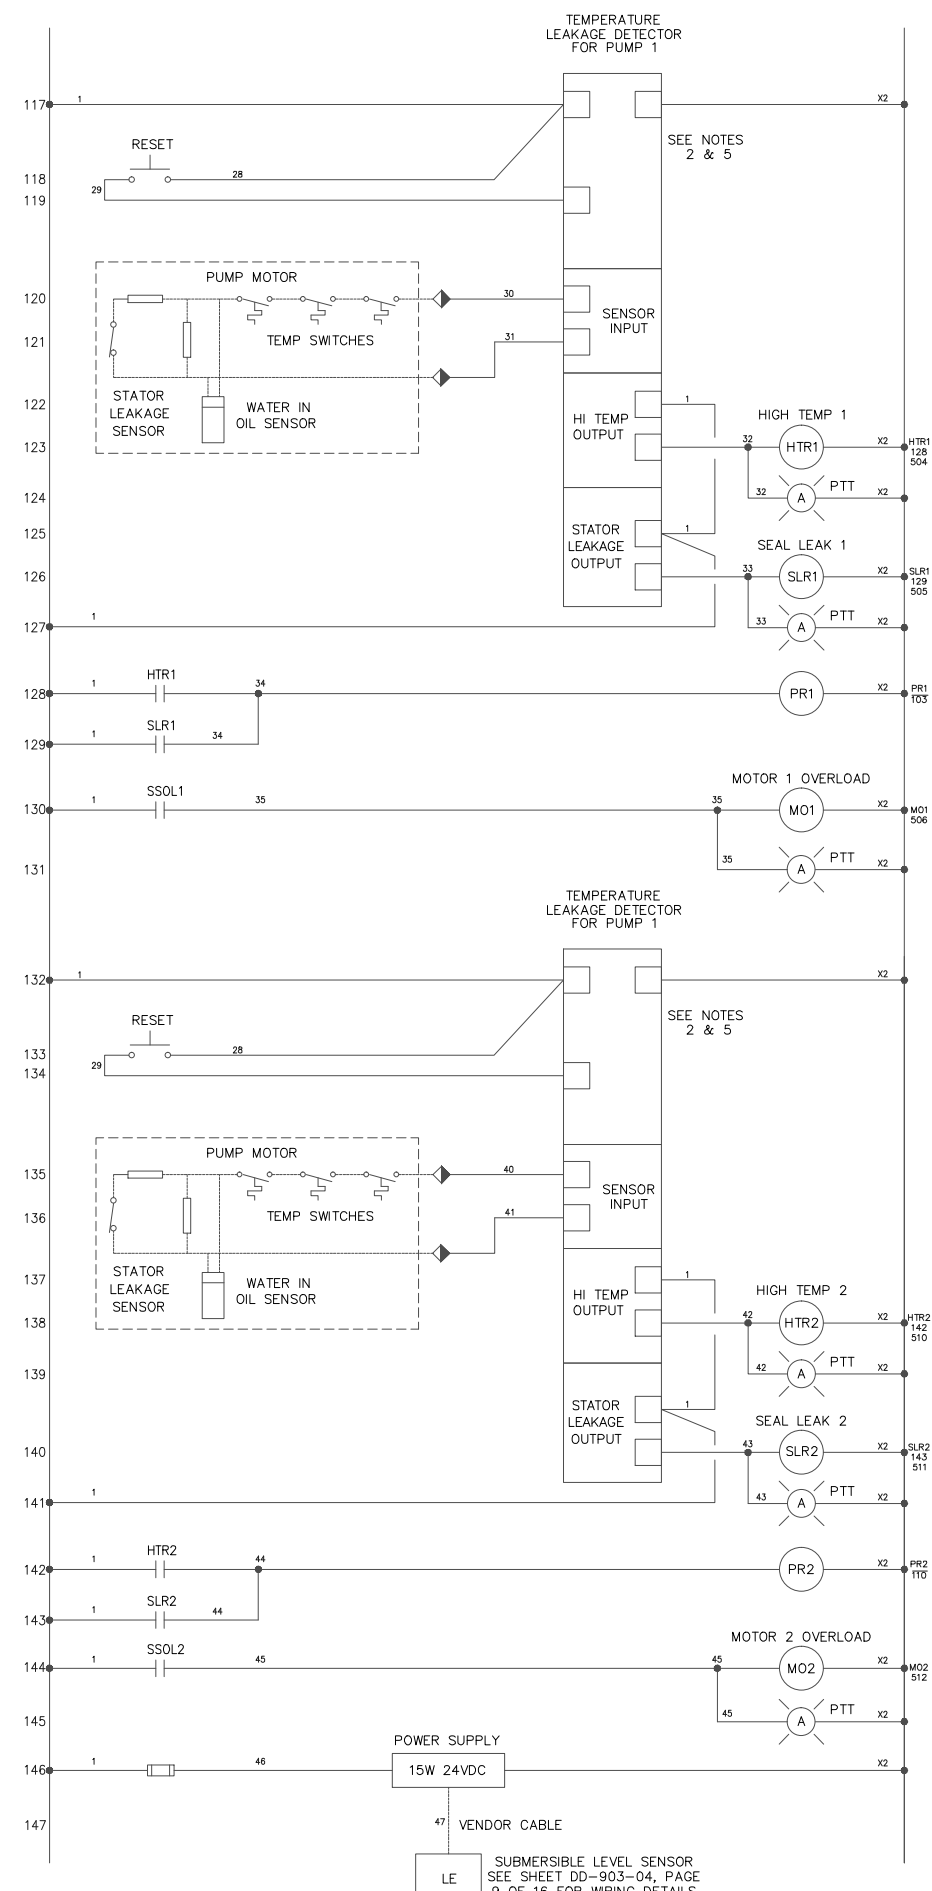 TEMPERATURE
LEAKAGE DETECTOR
FOR PUMP 1
117 1 X2
RESET
SEE NOTES
2 & 5
118 28
29
119
PUMP MOTOR
120 30
SENSOR
INPUT
121 31
TEMP SWITCHES
STATOR
LEAKAGE
SENSOR
WATER IN
OIL SENSOR
122 1
HI TEMP
OUTPUT
HIGH TEMP 1
123 32 HTR1 X2
HTR1
128
504
124 32 A PTT X2
125 1
STATOR
LEAKAGE
OUTPUT
SEAL LEAK 1
126 33 SLR1 X2
SLR1
129
505
127 1 33 A PTT X2
HTR1
128 1 34 PR1 X2
PR1
103
SLR1
129 1 34
MOTOR 1 OVERLOAD
SSOL1
130 1 35 35 MO1 X2
MO1
506
131 35 A PTT X2
TEMPERATURE
LEAKAGE DETECTOR
FOR PUMP 1
132 1 X2
RESET
SEE NOTES
2 & 5
133 28
29
134
PUMP MOTOR
135 40
SENSOR
INPUT
136 41
TEMP SWITCHES
STATOR
LEAKAGE
SENSOR
WATER IN
OIL SENSOR
137 1
HI TEMP
OUTPUT
HIGH TEMP 2
138 42 HTR2 X2
HTR2
142
510
139 42 A PTT X2
1
STATOR
LEAKAGE
OUTPUT
SEAL LEAK 2
140 43 SLR2 X2
SLR2
143
511
141 1 43 A PTT X2
HTR2
142 1 44 PR2 X2
PR2
110
SLR2
143 1 44
MOTOR 2 OVERLOAD
SSOL2
144 1 45 45 MO2 X2
MO2
512
145 45 A PTT X2
POWER SUPPLY
146 1 46 15W 24VDC X2
147 47 VENDOR CABLE
LE
SUBMERSIBLE LEVEL SENSOR
SEE SHEET DD-903-04, PAGE
9 OF 16 FOR WIRING DETAILS